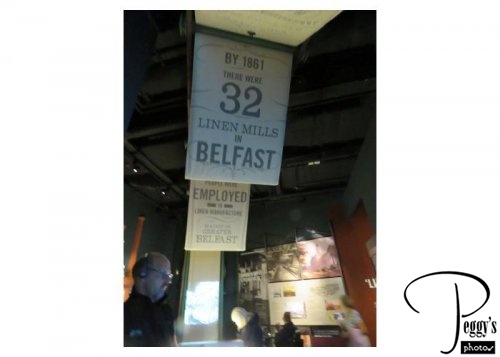 BY 1861
THERE WERE
32
LINEN MILLS
IN
BELFAST
PEOPLE WERE
EMPLOYED
IN
LINEN MANUFACTURE
GREATER
BELFAST
Peggy's
photos